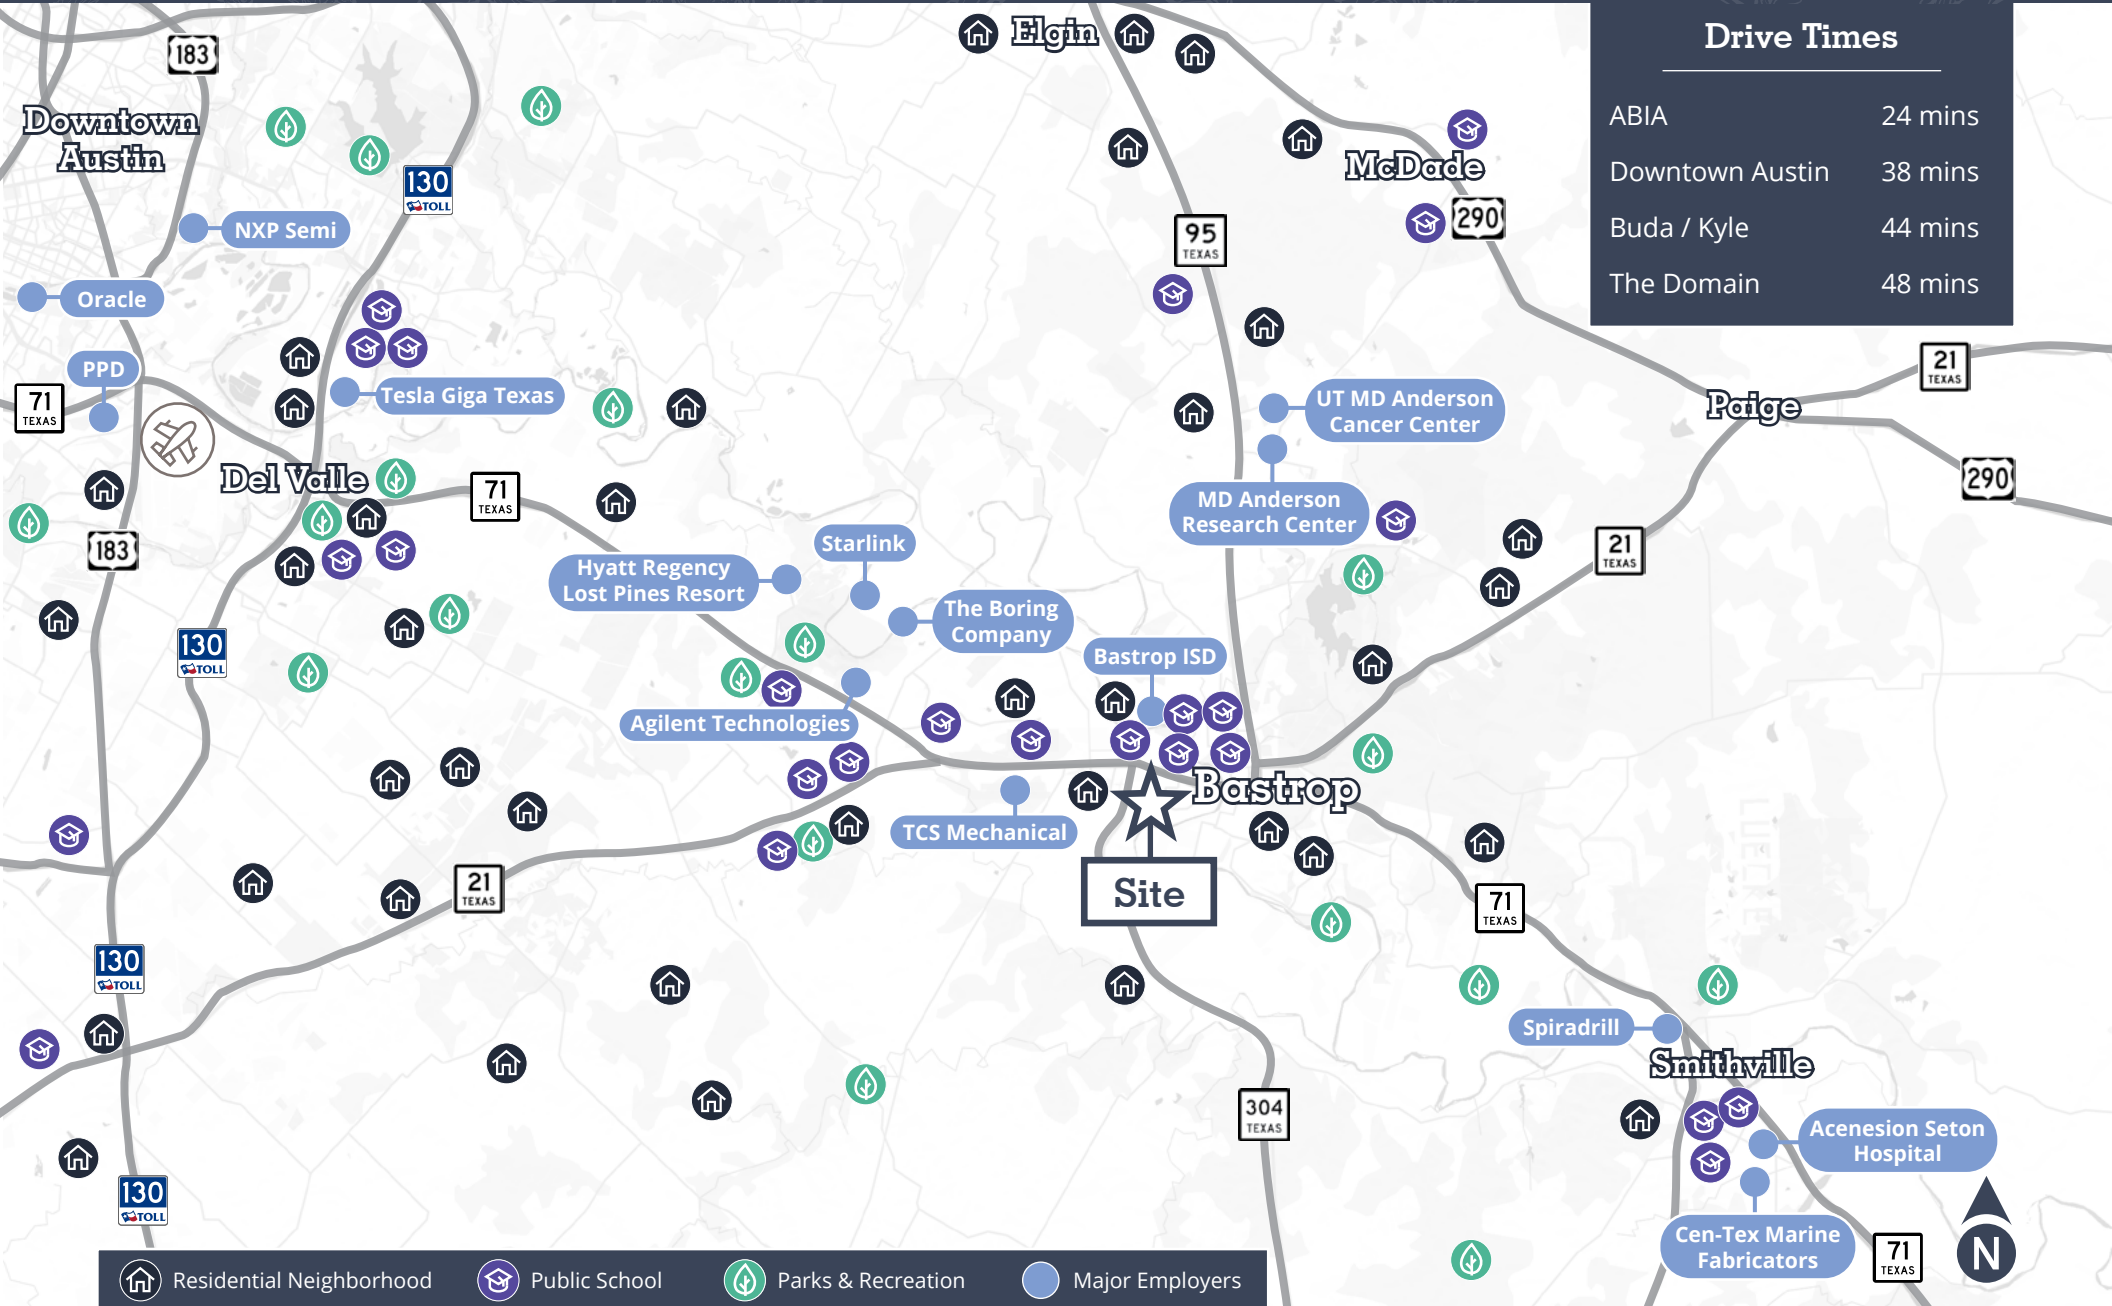 Elgin
Drive Times
ABIA 24 mins
Downtown Austin 38 mins
Buda / Kyle 44 mins
The Domain 48 mins
183
Downtown
Austin
130
TOLL
McDade
290
95
TEXAS
NXP Semi
Oracle
PPD
71
TEXAS
Tesla Giga Texas
UT MD Anderson
Cancer Center
21
TEXAS
Paige
290
Del Valle
71
TEXAS
MD Anderson
Research Center
183
21
TEXAS
Starlink
Hyatt Regency
Lost Pines Resort
The Boring
Company
130
TOLL
Bastrop ISD
Agilent Technologies
Bastrop
TCS Mechanical
Site
21
TEXAS
71
TEXAS
130
TOLL
Spiradrill
Smithville
304
TEXAS
Acenesion Seton
Hospital
130
TOLL
Cen-Tex Marine
Fabricators
71
TEXAS
N
Residential Neighborhood
Public School
Parks & Recreation
Major Employers